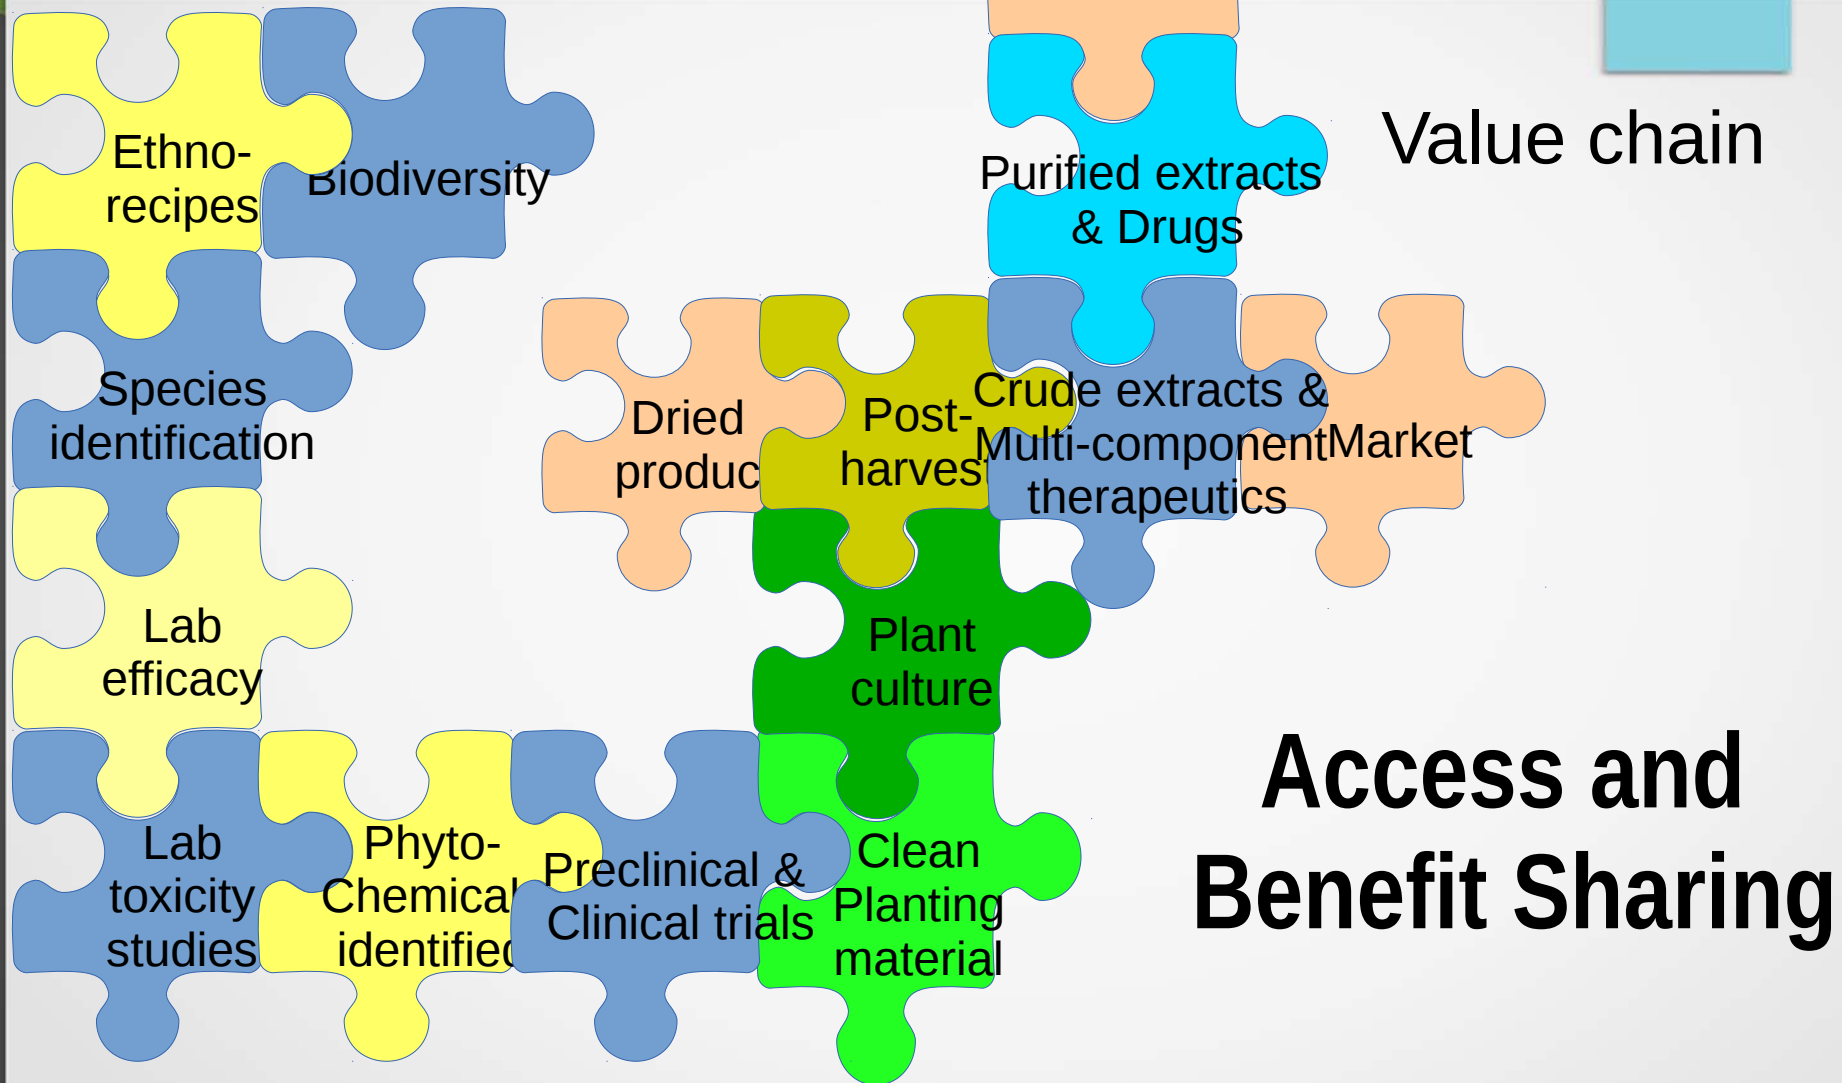 Ethno-
recipes
Biodiversity
Purified extracts
& Drugs
Value chain
Species
identification
Dried
produc
Post-
harvest
Crude extracts &
Multi-component
therapeutics
Market
Lab
efficacy
Plant
culture
Lab
toxicity
studies
Phyto-
Chemical
identified
Preclinical &
Clinical trials
Clean
Planting
material
Access and
Benefit Sharing